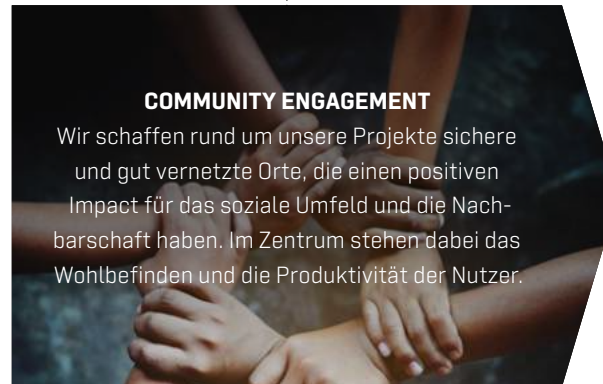 COMMUNITY ENGAGEMENT
Wir schaffen rund um unsere Projekte sichere
und gut vernetzte Orte, die einen positiven
Impact für das soziale Umfeld und die Nach-
barschaft haben. Im Zentrum stehen dabei das
Wohlbefinden und die Produktivität der Nutzer.